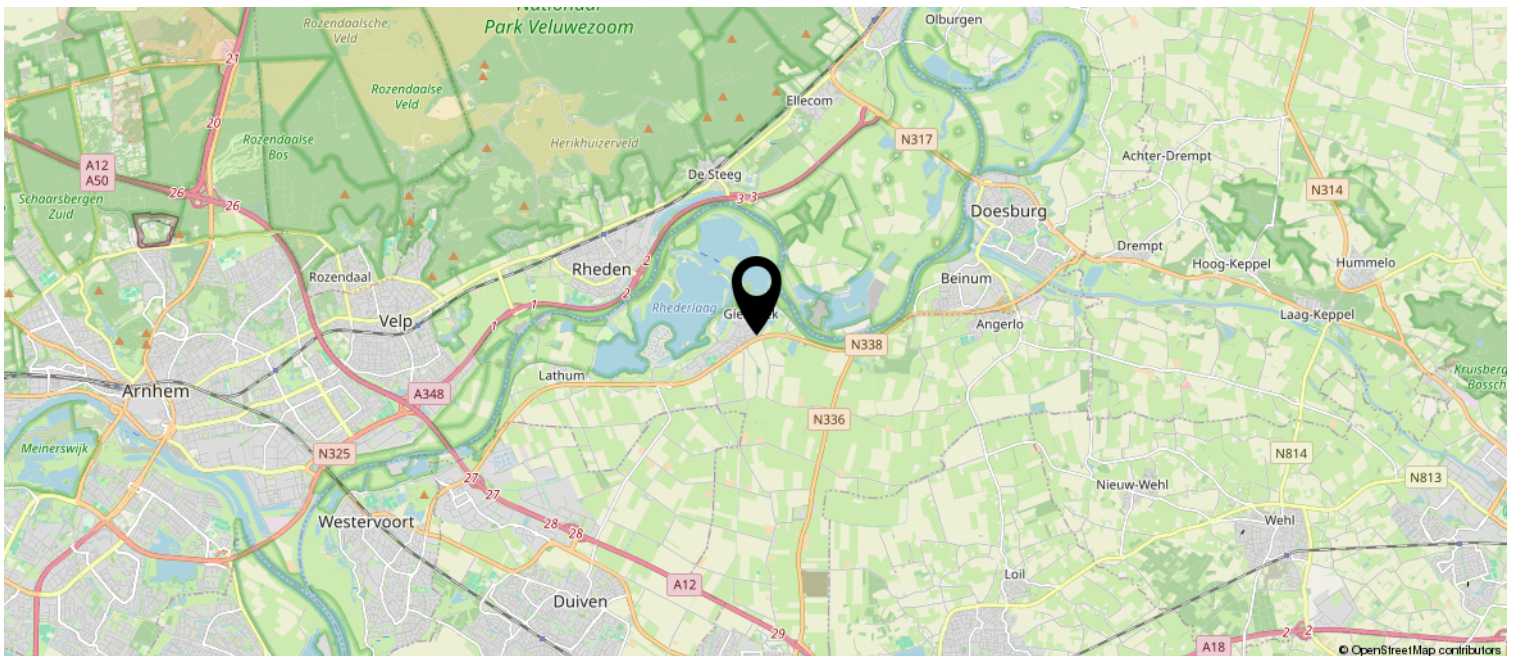 Nationaal
Park Veluwezoom
Olburgen
Rozendaalsche
Veld
21
Rozendaalse
Veld
Ellecom
20
Rozendaalse
Bos
Herikhuizerveld
N317
Achter-Drempt
A12
A50
26
26
De Steeg
N314
Schaarsbergen
Zuid
3
3
Doesburg
Drempt
Hoog-Keppel
Hummelo
Rozendaal
Rheden
2
2
Beinum
Rhederlaag
1
1
Velp
Angerlo
Laag-Keppel
N338
Lathum
Arnhem
A348
N336
Meinerswijk
N325
N814
N813
27
27
Nieuw-Wehl
Westervoort
28
28
Wehl
A12
Loil
Duiven
29
A18
2
2
© OpenStreetMap contributors